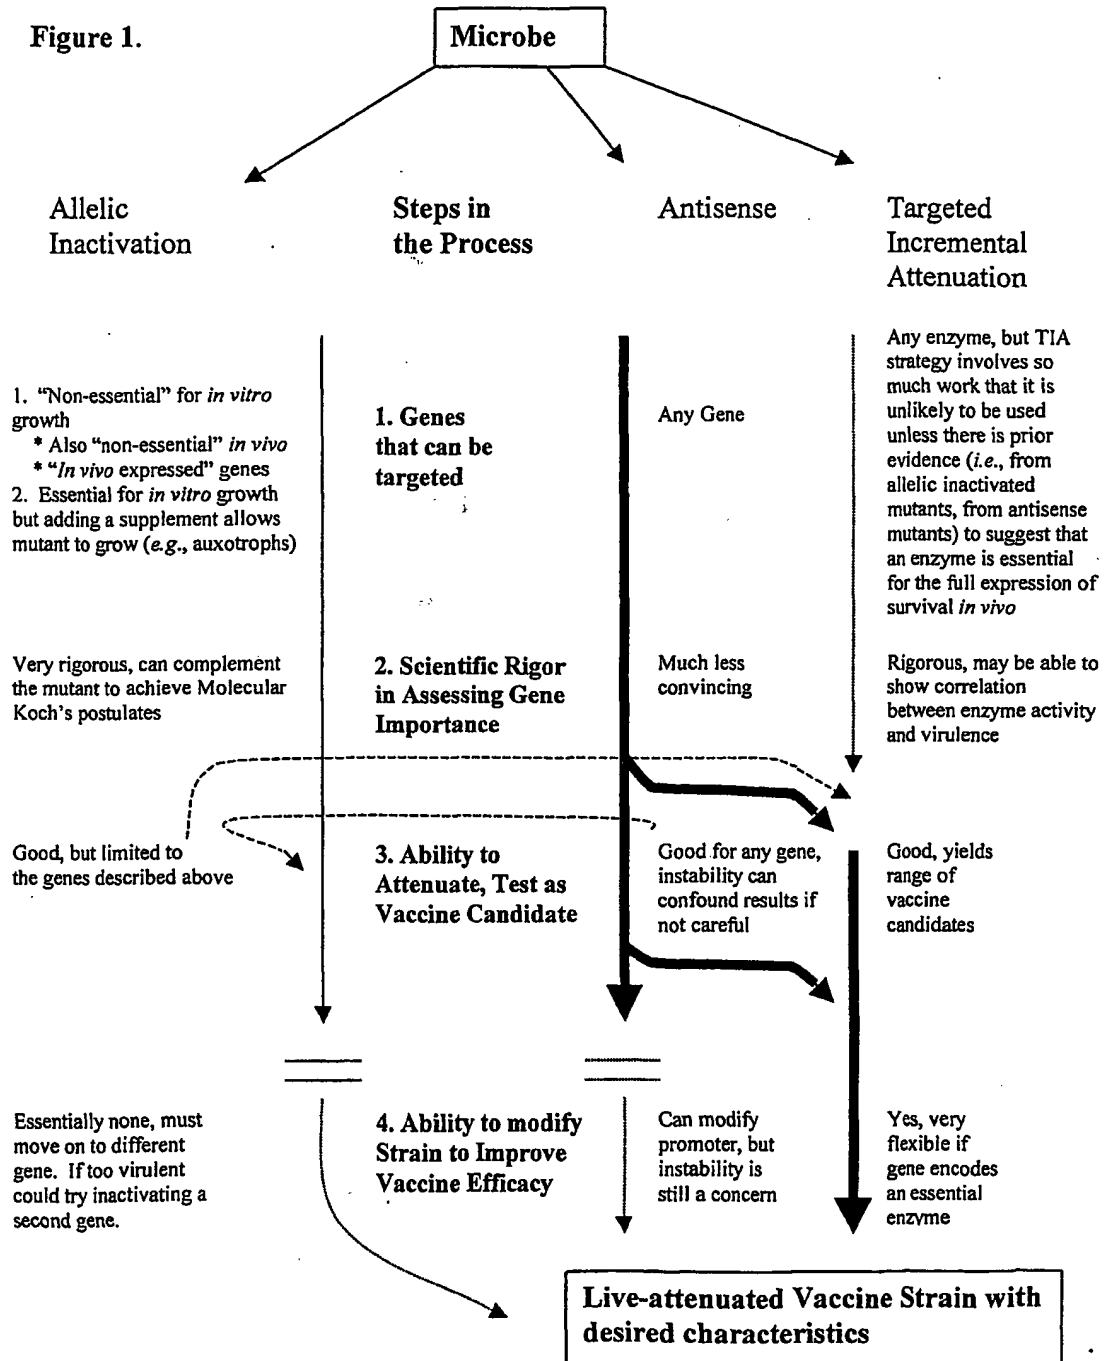 Figure 1.
Microbe
Allelic
Inactivation
Steps in
the Process
Antisense
Targeted
Incremental
Attenuation
1. "Non-essential" for in vitro
growth
* Also "non-essential" in vivo
* "In vivo expressed" genes
2. Essential for in vitro growth
but adding a supplement allows
mutant to grow (e.g., auxotrophs)
1. Genes
that can be
targeted
Any Gene
Any enzyme, but TIA
strategy involves so
much work that it is
unlikely to be used
unless there is prior
evidence (i.e., from
allelic inactivated
mutants, from antisense
mutants) to suggest that
an enzyme is essential
for the full expression of
survival in vivo
Very rigorous, can complement
the mutant to achieve Molecular
Koch's postulates
2. Scientific Rigor
in Assessing Gene
Importance
Much less
convincing
Rigorous, may be able to
show correlation
between enzyme activity
and virulence
Good, but limited to
the genes described above
3. Ability to
Attenuate, Test as
Vaccine Candidate
Good for any gene,
instability can
confound results if
not careful
Good, yields
range of
vaccine
candidates
Essentially none, must
move on to different
gene. If too virulent
could try inactivating a
second gene.
4. Ability to modify
Strain to Improve
Vaccine Efficacy
Can modify
promoter, but
instability is
still a concern
Yes, very
flexible if
gene encodes
an essential
enzyme
Live-attenuated Vaccine Strain with
desired characteristics